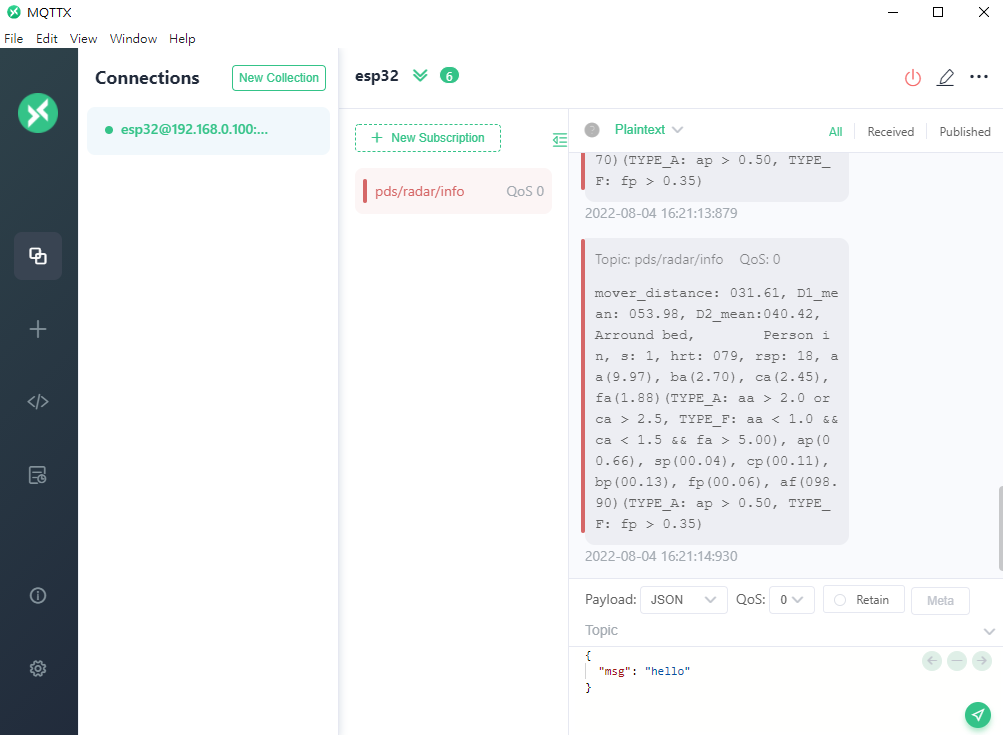 MQTTX
File Edit View Window Help
Connections
New Collection
esp32@192.168.0.100:...
esp32
6
New Subscription
pds/radar/info QoS 0
Plaintext
All Received Published
70)(TYPE_A: ap > 0.50, TYPE_
F: fp > 0.35)
2022-08-04 16:21:13:879
Topic: pds/radar/info QoS: 0
mover_distance: 031.61, D1_me
an: 053.98, D2_mean:040.42,
Arround bed, Person i
n, s: 1, hrt: 079, rsp: 18, a
a(9.97), ba(2.70), ca(2.45),
fa(1.88)(TYPE_A: aa > 2.0 or
ca > 2.5, TYPE_F: aa < 1.0 &&
ca < 1.5 && fa > 5.00), ap(0
0.66), sp(00.04), cp(00.11),
bp(00.13), fp(00.06), af(098.
90)(TYPE_A: ap > 0.50, TYPE_
F: fp > 0.35)
2022-08-04 16:21:14:930
Payload: JSON QoS: 0 Retain Meta
Topic
{
"msg": "hello"
}